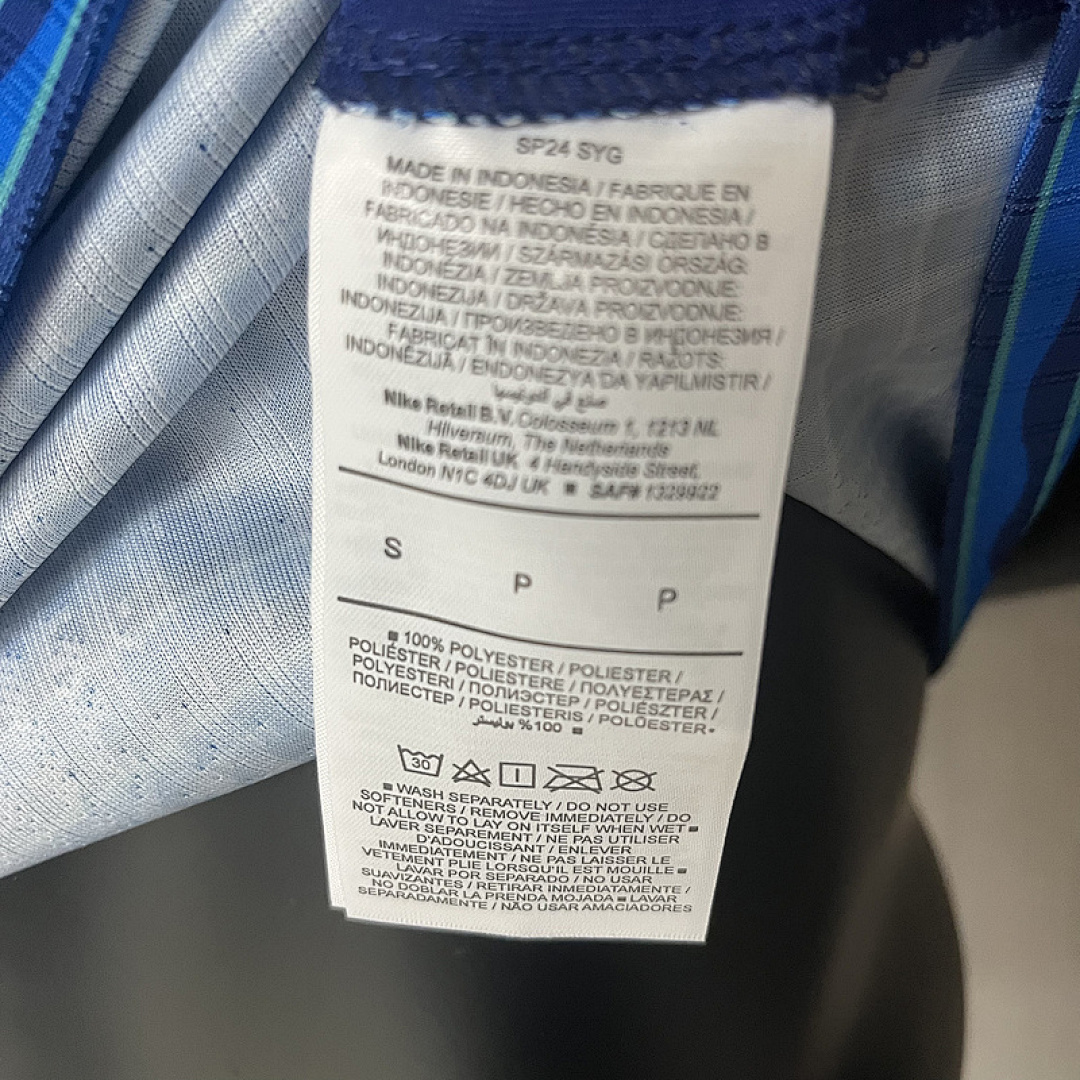 SP24 SYG
MADE IN INDONESIA / FABRIQUE EN
INDONESIE / HECHO EN INDONESIA /
FABRICADO NA INDONÉSIA / СДЕЛАНО В
ИНДОНЕЗИИ / SZÁRMAZÁSI ORSZÁG:
INDONÉZIA / ZEMLJA PROIZVODNJE:
INDONEZIJA / DRŽAVA PROIZVODNJE:
INDONEZIJA / ПРОИЗВЕДЕНО В ИНДОНЕЗИЯ /
FABRICAT ÎN INDONEZIA / RAŽOTS:
INDONĒZIJĀ / ENDONEZYA'DA YAPILMISTIR /
صنع في اندونيسيا
Nike Retail B.V. Colosseum 1, 1213 NL
Hilversum, The Netherlands
Nike Retail UK 4 Handyside Street,
London N1C 4DJ UK ■ SAF# 1329922
S
P
P
■ 100% POLYESTER / POLIESTER /
POLIÉSTER / POLIESTERE / ΠΟΛΥΕΣΤΕΡΑΣ /
POLYESTERI / ПОЛИЭСТЕР / POLIÉSZTER /
ПОЛИЕСТЕР / POLIESTERIS / POLÜESTER▪
100% بوليستر ■
30
■ WASH SEPARATELY / DO NOT USE
SOFTENERS / REMOVE IMMEDIATELY / DO
NOT ALLOW TO LAY ON ITSELF WHEN WET ■
LAVER SEPAREMENT / NE PAS UTILISER
D'ADOUCISSANT / ENLEVER
IMMEDIATEMENT / NE PAS LAISSER LE
VETEMENT PLIE LORSQU'IL EST MOUILLE ■
LAVAR POR SEPARADO / NO USAR
SUAVIZANTES / RETIRAR INMEDIATAMENTE /
NO DOBLAR LA PRENDA MOJADA ■ LAVAR
SEPARADAMENTE / NÃO USAR AMACIADORES